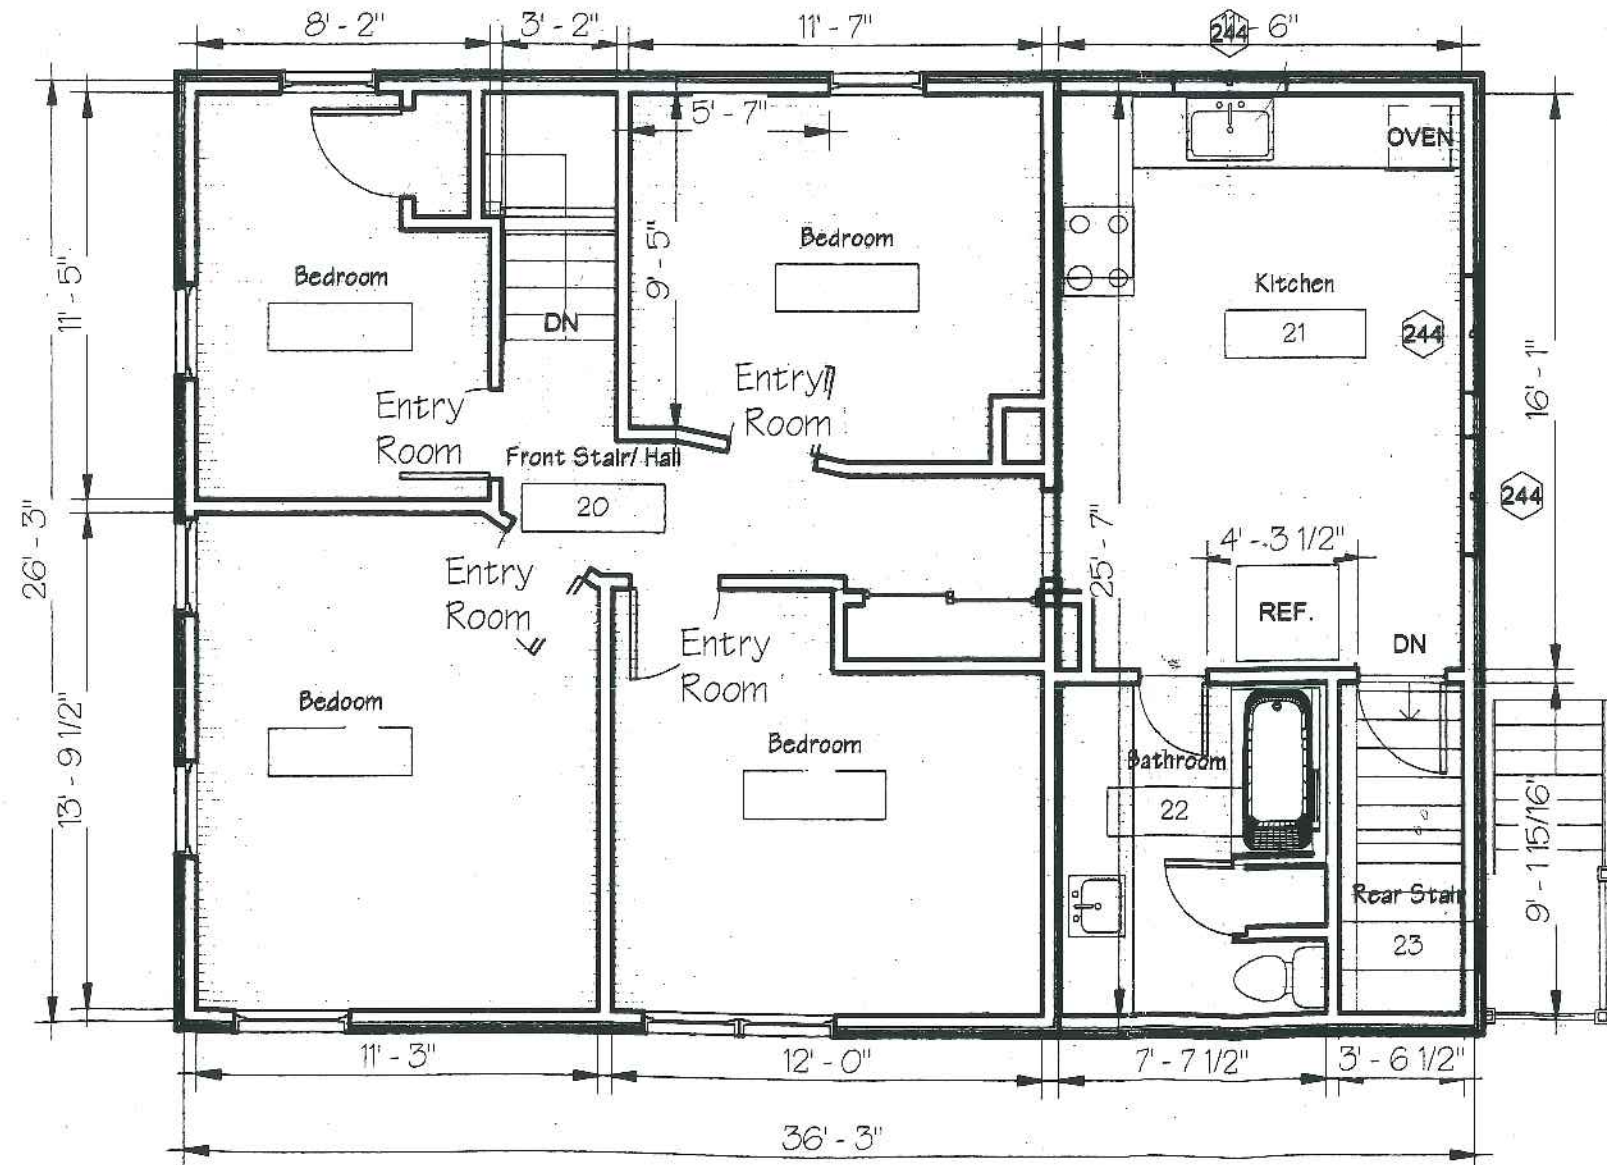 8' - 2"
3' - 2"
11' - 7"
244
- 6"
5' - 7"
OVEN
9' - 5"
11' - 5"
Bedroom
Bedroom
Kitchen
21
244
DN
16' - 1"
Entry
Room
Entry
Room
Front Stair/ Hall
20
244
26' - 3"
25' - 7"
4' - 3 1/2"
Entry
Room
REF.
DN
Entry
Room
13' - 9 1/2"
Bedoom
Bedroom
Bathroom
22
9' - 1 15/16"
Rear Stair
23
11' - 3"
12' - 0"
7' - 7 1/2"
3' - 6 1/2"
36' - 3"